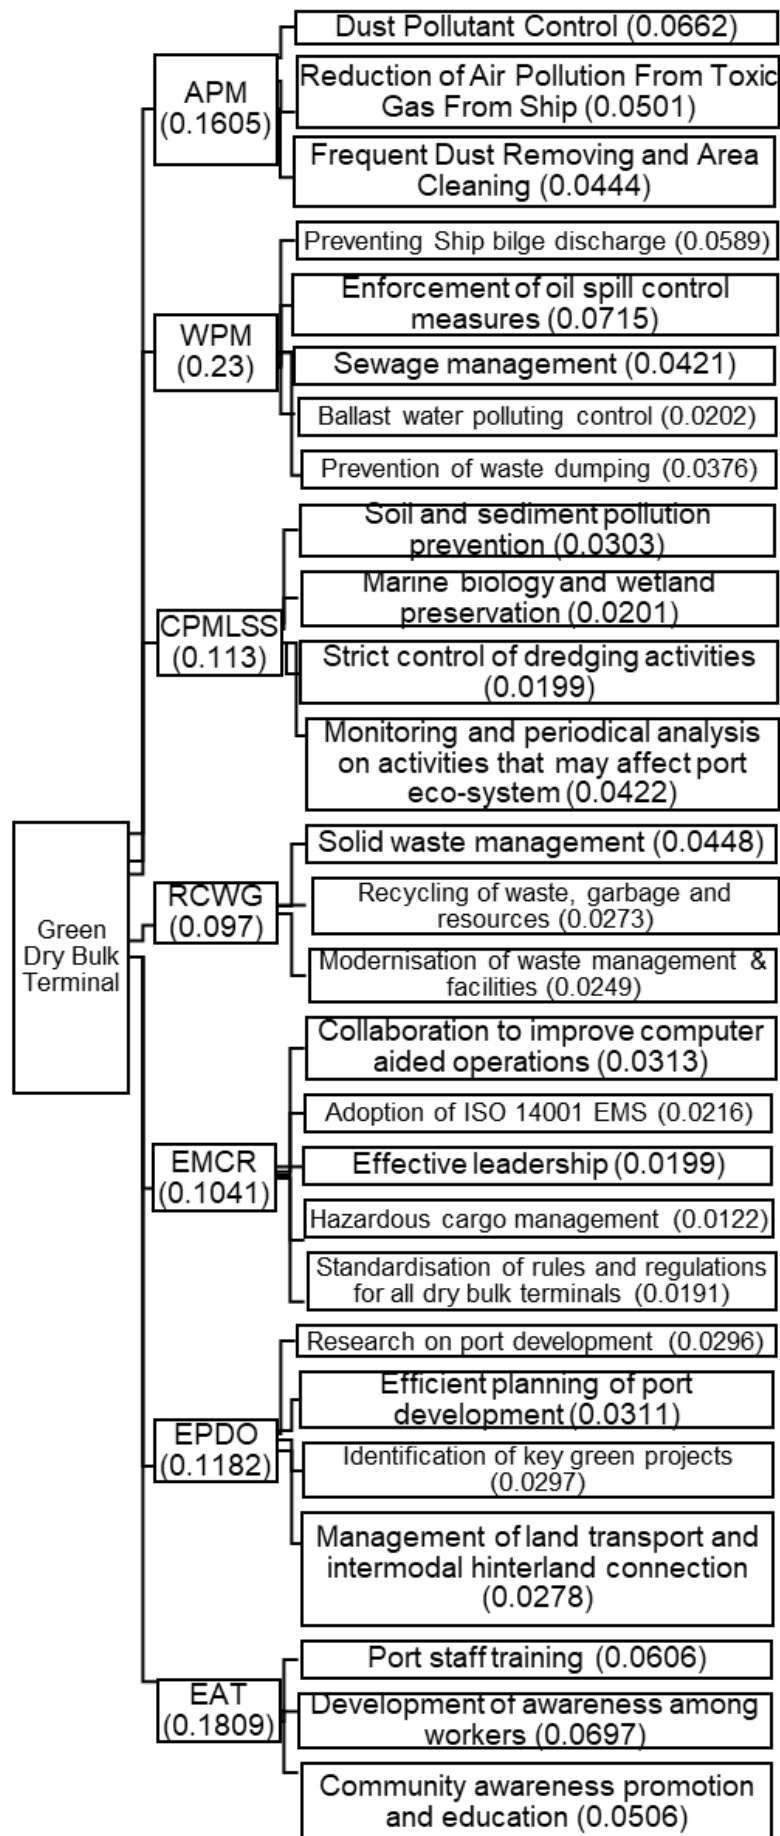 Green
Dry Bulk
Terminal
APM
(0.1605)
Dust Pollutant Control (0.0662)
Reduction of Air Pollution From Toxic
Gas From Ship (0.0501)
Frequent Dust Removing and Area
Cleaning (0.0444)
WPM
(0.23)
Preventing Ship bilge discharge (0.0589)
Enforcement of oil spill control
measures (0.0715)
Sewage management (0.0421)
Ballast water polluting control (0.0202)
Prevention of waste dumping (0.0376)
CPMLSS
(0.113)
Soil and sediment pollution
prevention (0.0303)
Marine biology and wetland
preservation (0.0201)
Strict control of dredging activities
(0.0199)
Monitoring and periodical analysis
on activities that may affect port
eco-system (0.0422)
RCWG
(0.097)
Solid waste management (0.0448)
Recycling of waste, garbage and
resources (0.0273)
Modernisation of waste management &
facilities (0.0249)
EMCR
(0.1041)
Collaboration to improve computer
aided operations (0.0313)
Adoption of ISO 14001 EMS (0.0216)
Effective leadership (0.0199)
Hazardous cargo management (0.0122)
Standardisation of rules and regulations
for all dry bulk terminals (0.0191)
EPDO
(0.1182)
Research on port development (0.0296)
Efficient planning of port
development (0.0311)
Identification of key green projects
(0.0297)
Management of land transport and
intermodal hinterland connection
(0.0278)
EAT
(0.1809)
Port staff training (0.0606)
Development of awareness among
workers (0.0697)
Community awareness promotion
and education (0.0506)